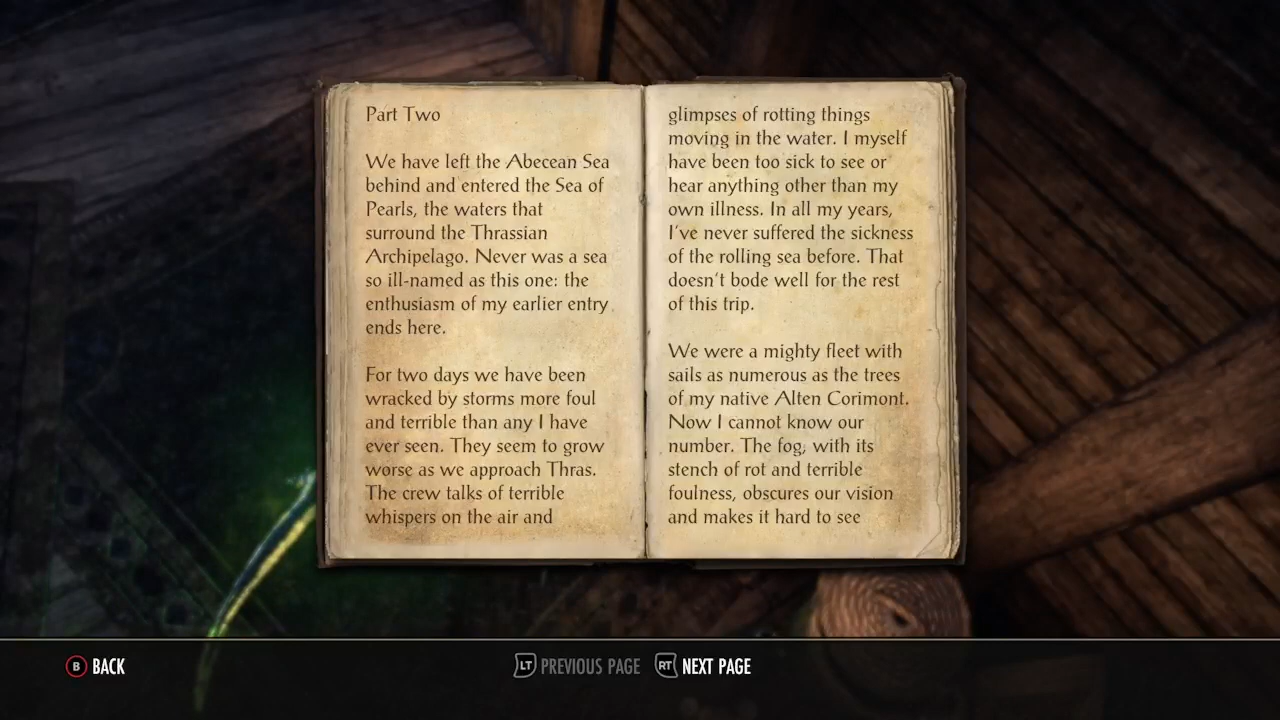 Part Two
We have left the Abecean Sea
behind and entered the Sea of
Pearls, the waters that
surround the Thrassian
Archipelago. Never was a sea
so ill-named as this one: the
enthusiasm of my earlier entry
ends here.
For two days we have been
wracked by storms more foul
and terrible than any I have
ever seen. They seem to grow
worse as we approach Thras.
The crew talks of terrible
whispers on the air and
glimpses of rotting things
moving in the water. I myself
have been too sick to see or
hear anything other than my
own illness. In all my years,
I've never suffered the sickness
of the rolling sea before. That
doesn't bode well for the rest
of this trip.
We were a mighty fleet with
sails as numerous as the trees
of my native Alten Corimont.
Now I cannot know our
number. The fog, with its
stench of rot and terrible
foulness, obscures our vision
and makes it hard to see
B BACK
LT PREVIOUS PAGE RT NEXT PAGE